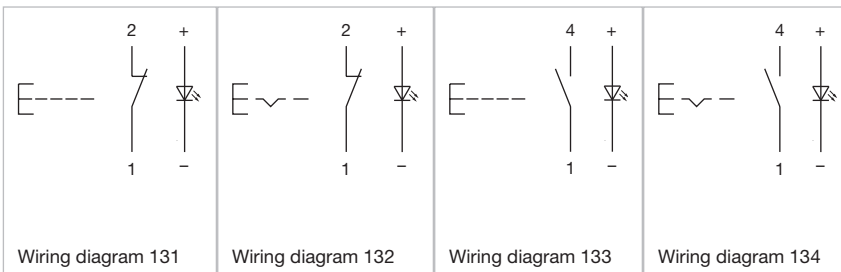 2 + 2 + 4 + 4 +
1 – 1 – 1 – 1 –
Wiring diagram 131 Wiring diagram 132 Wiring diagram 133 Wiring diagram 134